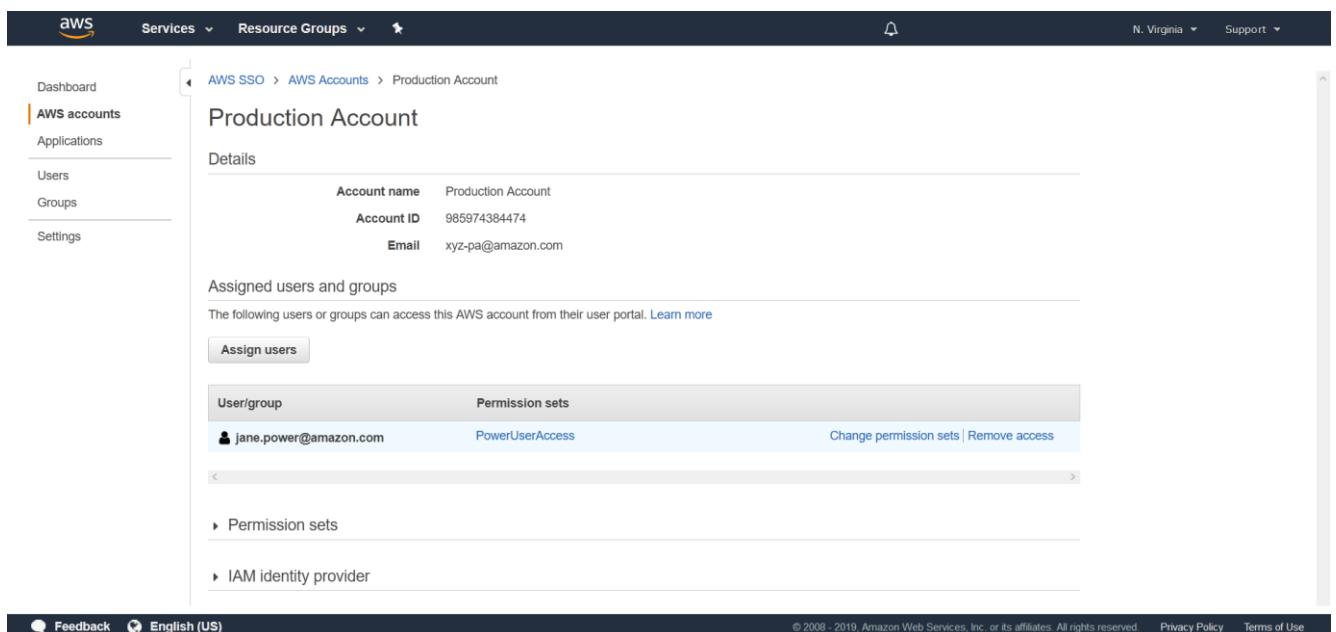 aws Services Resource Groups N. Virginia Support
Dashboard
AWS accounts
Applications
Users
Groups
Settings
AWS SSO > AWS Accounts > Production Account
Production Account
Details
Account name Production Account
Account ID 985974384474
Email xyz-pa@amazon.com
Assigned users and groups
The following users or groups can access this AWS account from their user portal. Learn more
Assign users
User/group Permission sets
jane.power@amazon.com PowerUserAccess Change permission sets | Remove access
Permission sets
IAM identity provider
Feedback English (US) © 2008 - 2019, Amazon Web Services, Inc. or its affiliates. All rights reserved. Privacy Policy Terms of Use